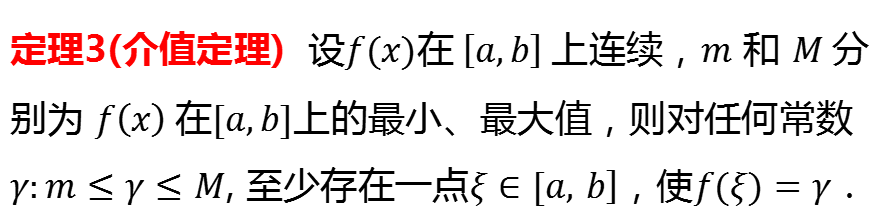 定理3(介值定理) 设f(x)在 [a, b] 上连续，m 和 M 分
别为 f(x) 在[a, b]上的最小、最大值，则对任何常数
γ: m ≤ γ ≤ M, 至少存在一点ξ ∈ [a, b]，使f(ξ) = γ .